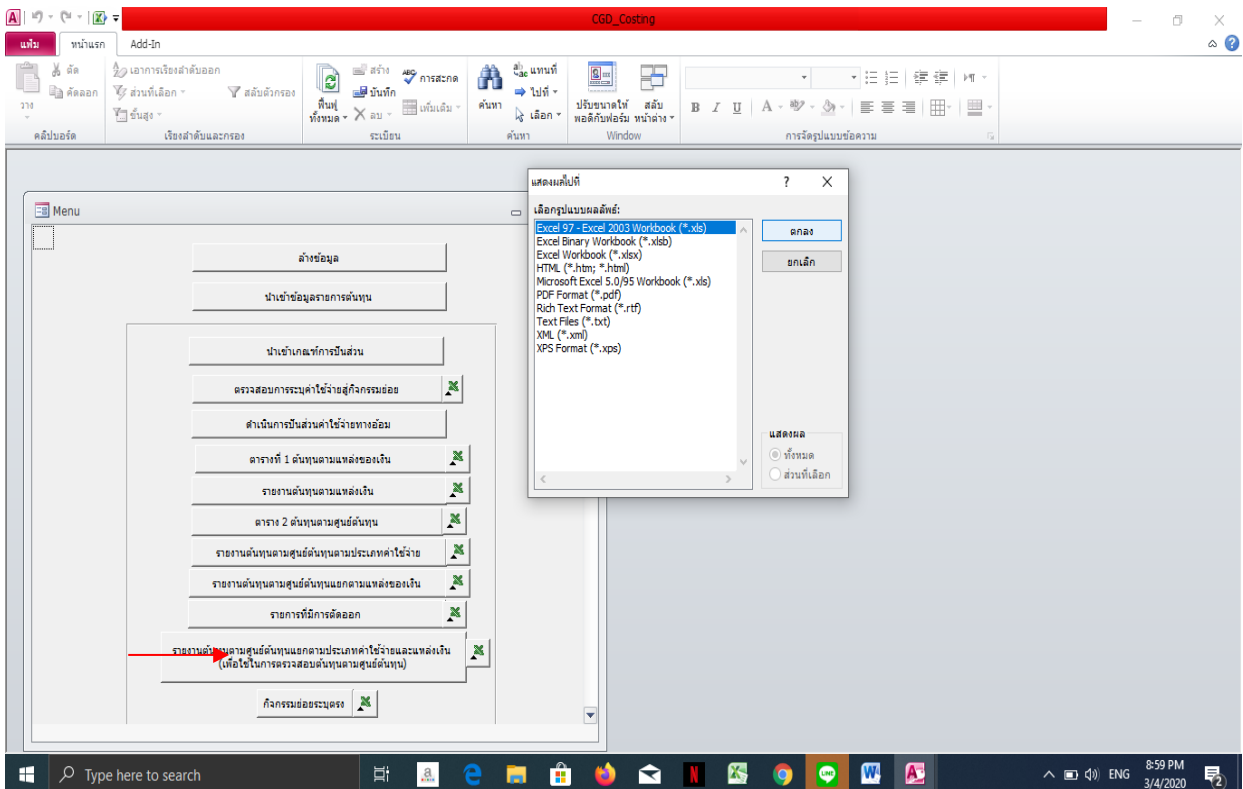 CGD_Costing
แฟ้ม
หน้าแรก
Add-In
วาง
ตัด
คัดลอก
คลิปบอร์ด
เอาการเรียงลำดับออก
ตัวที่เลือก
ขั้นสูง
สลับตัวกรอง
เรียงลำดับและกรอง
ฟื้นฟู
ทั้งหมด
สร้าง
บันทึก
ลบ
การสะกด
เพิ่มเติม
ระเบียน
ค้นหา
แทนที่
ไปที่
เลือก
ค้นหา
ปรับขนาดให้
พอดีกับฟอร์ม
สลับ
หน้าต่าง
Window
B I U A
การจัดรูปแบบข้อความ
Menu
ล้างข้อมูล
นำเข้าข้อมูลรายการต้นทุน
นำเข้าเกณฑ์การปันส่วน
ตรวจสอบการระบุค่าใช้จ่ายสู่กิจกรรมย่อย
ดำเนินการปันส่วนค่าใช้จ่ายทางอ้อม
ตารางที่ 1 ต้นทุนตามแหล่งของเงิน
รายงานต้นทุนตามแหล่งเงิน
ตาราง 2 ต้นทุนตามศูนย์ต้นทุน
รายงานต้นทุนตามศูนย์ต้นทุนตามประเภทค่าใช้จ่าย
รายงานต้นทุนตามศูนย์ต้นทุนแยกตามแหล่งของเงิน
รายการที่มีการตัดออก
รายงานต้นทุนตามศูนย์ต้นทุนแยกตามประเภทค่าใช้จ่ายและแหล่งเงิน
(เพื่อใช้ในการตรวจสอบต้นทุนตามศูนย์ต้นทุน)
กิจกรรมย่อยระบุตรง
แสดงผลไปที่
?
เลือกรูปแบบผลลัพธ์:
Excel 97 - Excel 2003 Workbook (*.xls)
Excel Binary Workbook (*.xlsb)
Excel Workbook (*.xlsx)
HTML (*.htm; *.html)
Microsoft Excel 5.0/95 Workbook (*.xls)
PDF Format (*.pdf)
Rich Text Format (*.rtf)
Text Files (*.txt)
XML (*.xml)
XPS Format (*.xps)
ตกลง
ยกเลิก
แสดงผล
ทั้งหมด
ส่วนที่เลือก
Type here to search
ENG
8:59 PM
3/4/2020